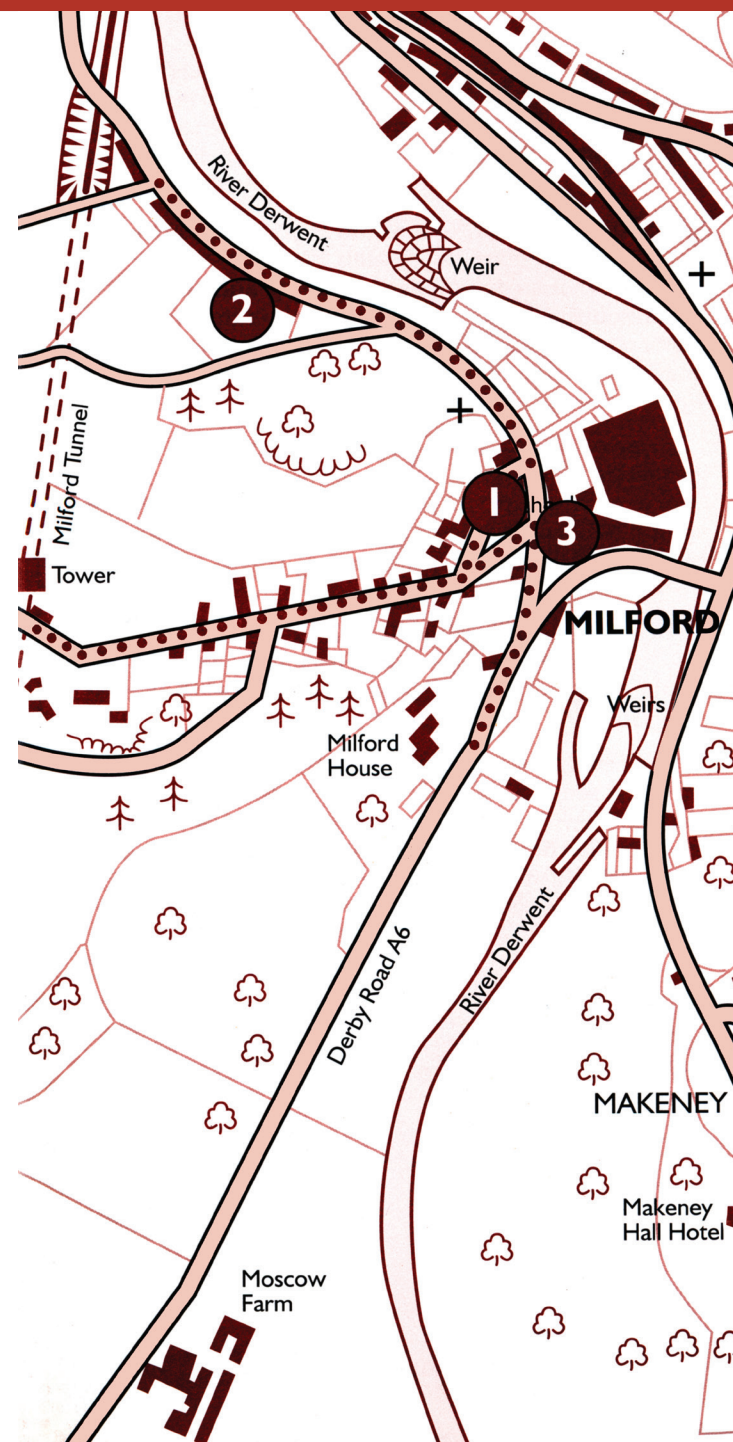 River Derwent
Weir
2
Milford Tunnel
1
3
Tower
MILFORD
Weirs
Milford
House
River Derwent
Derby Road A6
MAKENEY
Makeney
Hall Hotel
Moscow
Farm